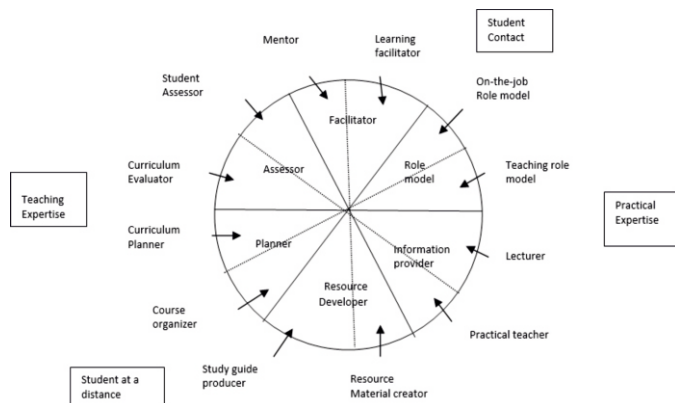 Student
Contact
Mentor
Learning
facilitator
Student
Assessor
On-the-job
Role model
Facilitator
Curriculum
Evaluator
Assessor
Role
model
Teaching role
model
Teaching
Expertise
Practical
Expertise
Curriculum
Planner
Planner
Information
provider
Lecturer
Resource
Developer
Course
organizer
Practical teacher
Study guide
producer
Resource
Material creator
Student at a
distance